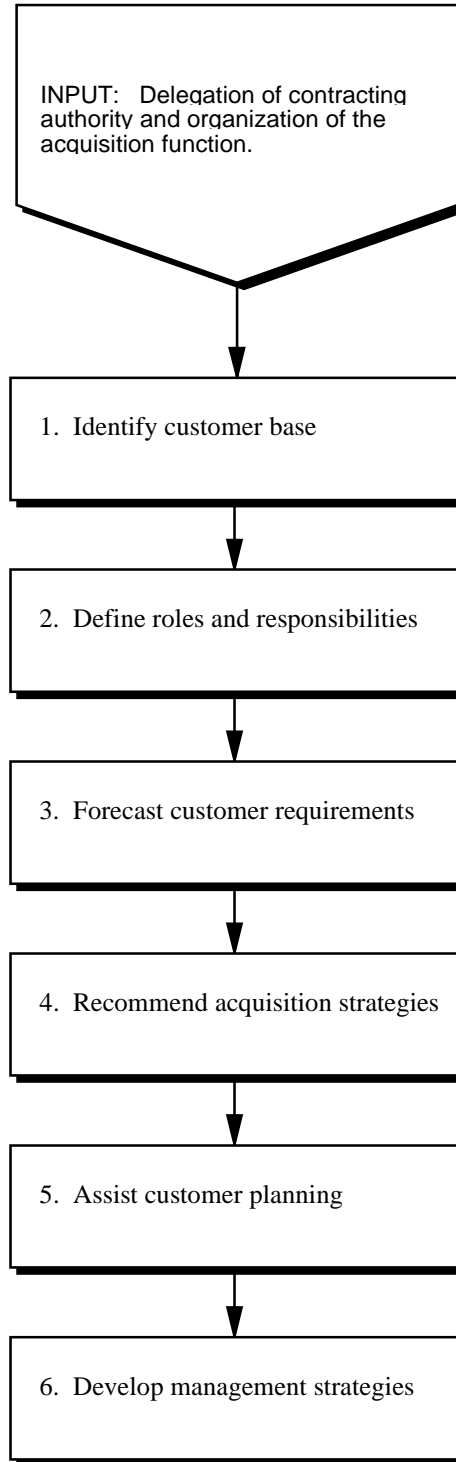 INPUT:   Delegation of contracting
authority and organization of the
acquisition function.
1.  Identify customer base
2.  Define roles and responsibilities
3.  Forecast customer requirements
4.  Recommend acquisition strategies
5.  Assist customer planning
6.  Develop management strategies